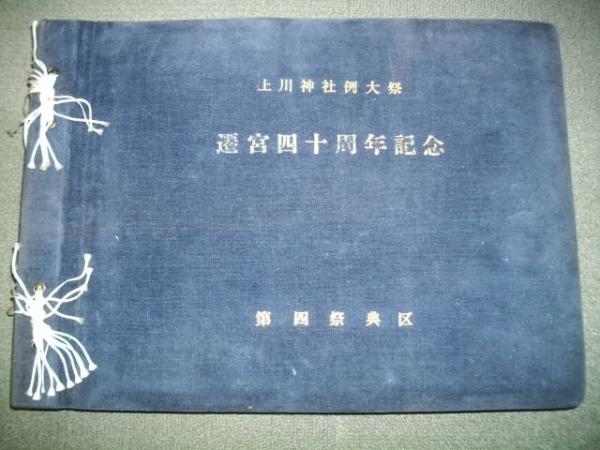 上川神社例大祭
遷宮四十周年記念
第四祭典区